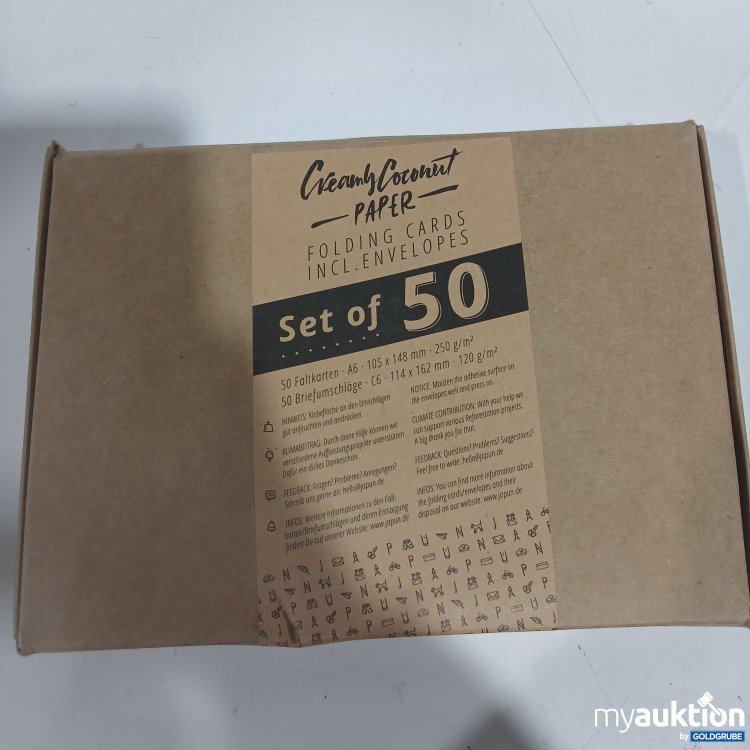 Creamy Coconut
PAPER
FOLDING CARDS
INCL. ENVELOPES
Set of 50
50 Faltkarten · A6 · 105 x 148 mm · 250 g/m²
50 Briefumschläge · C6 · 114 x 162 mm · 120 g/m²
HINWEIS: Klebefläche an den Umschlägen
gut anfeuchten und andrücken.
KLIMABEITRAG: Durch deine Hilfe können wir
verschiedene Aufforstungsprojekte unterstützen
Dafür ein dickes Dankeschön.
FEEDBACK: Fragen? Probleme? Anregungen?
Schreib uns gerne an: hello@japun.de
INFOS: Weitere Informationen zu den Falt-
karten/Briefumschlägen und deren Entsorgung
findest Du auf unserer Website: www.japun.de
NOTICE: Moisten the adhesive surface on
the envelopes well and press on.
CLIMATE CONTRIBUTION: With your help we
can support various Reforestation projects.
A big thank you for that.
FEEDBACK: Questions? Problems? Suggestions?
Feel free to write: hello@japun.de
INFOS: You can find more information about
the folding cards/envelopes and their
disposal on our website: www.japun.de
myauktion
by GOLDGRUBE